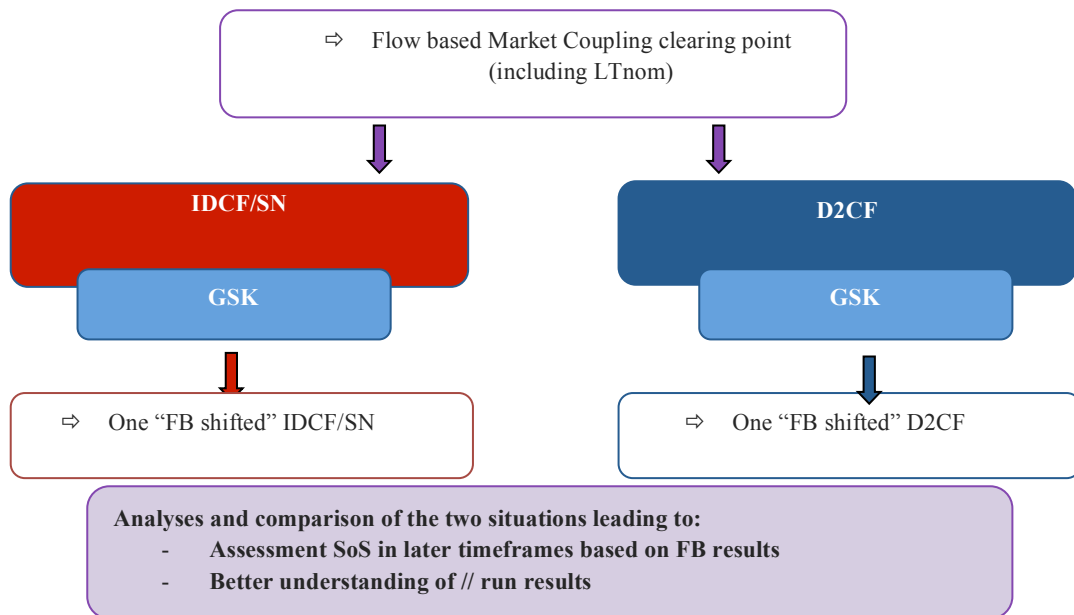 ⇨ Flow based Market Coupling clearing point
(including LTnom)
IDCF/SN
D2CF
GSK
GSK
⇨ One “FB shifted” IDCF/SN
⇨ One “FB shifted” D2CF
Analyses and comparison of the two situations leading to:
- Assessment SoS in later timeframes based on FB results
- Better understanding of // run results